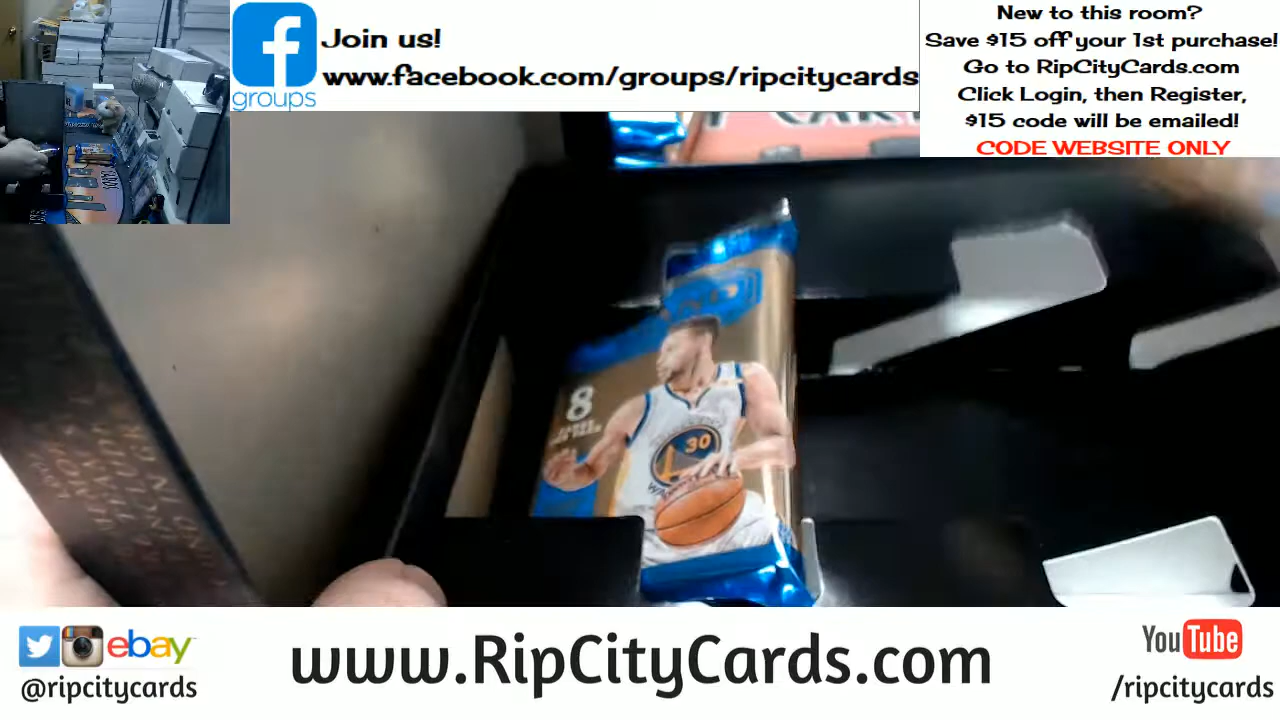 groups
Join us!
www.facebook.com/groups/ripcitycards
New to this room?
Save $15 off your 1st purchase!
Go to RipCityCards.com
Click Login, then Register,
$15 code will be emailed!
CODE WEBSITE ONLY
8
30
ebay
@ripcitycards
www.RipCityCards.com
YouTube
/ripcitycards